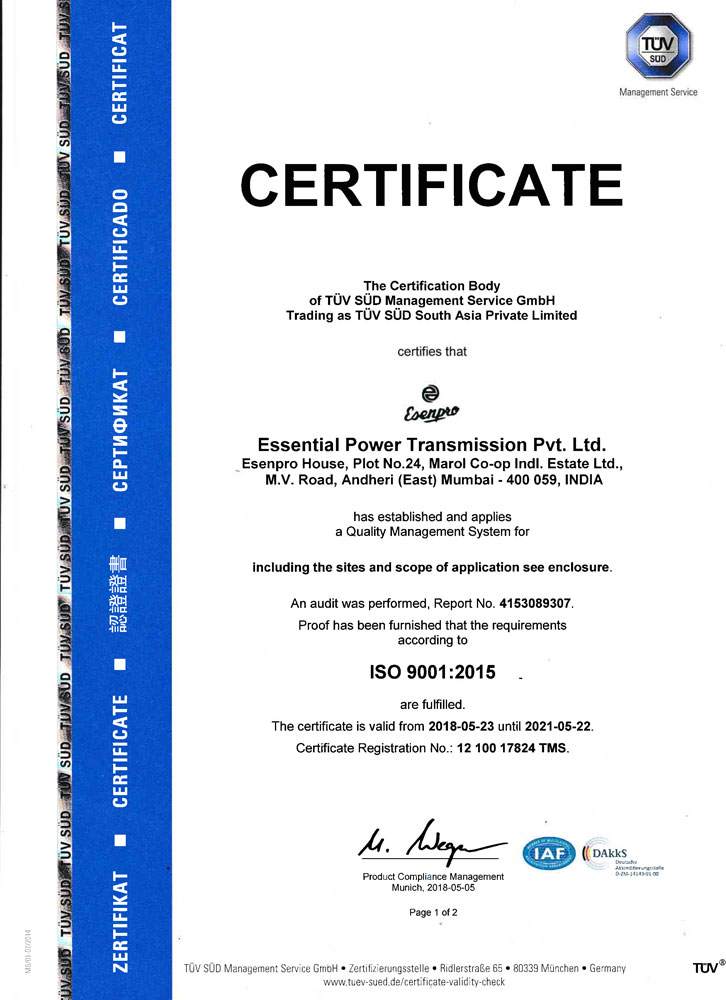 TÜV
SÜD
Management Service
CERTIFICATE
The Certification Body
of TÜV SÜD Management Service GmbH
Trading as TÜV SÜD South Asia Private Limited
certifies that
Esenpro
Essential Power Transmission Pvt. Ltd.
Esenpro House, Plot No.24, Marol Co-op Indl. Estate Ltd.,
M.V. Road, Andheri (East) Mumbai - 400 059, INDIA
has established and applies
a Quality Management System for
including the sites and scope of application see enclosure.
An audit was performed, Report No. 4153089307.
Proof has been furnished that the requirements
according to
ISO 9001:2015
are fulfilled.
The certificate is valid from 2018-05-23 until 2021-05-22.
Certificate Registration No.: 12 100 17824 TMS.
Product Compliance Management
Munich, 2018-05-05
IAF
DAkkS
Deutsche
Akkreditierungsstelle
D-ZM-14143-01-00
Page 1 of 2
TÜV SÜD Management Service GmbH • Zertifizierungsstelle • Ridlerstraße 65 • 80339 München • Germany
www.tuev-sued.de/certificate-validity-check
TÜV®
ZERTIFIKAT ■ CERTIFICATE ■ 認證證書 ■ СЕРТИФИКАТ ■ CERTIFICADO ■ CERTIFICAT
TÜV SÜD TÜV SÜD TÜV SÜD TÜV SÜD TÜV SÜD TÜV SÜD TÜV SÜD TÜV SÜD TÜV SÜD